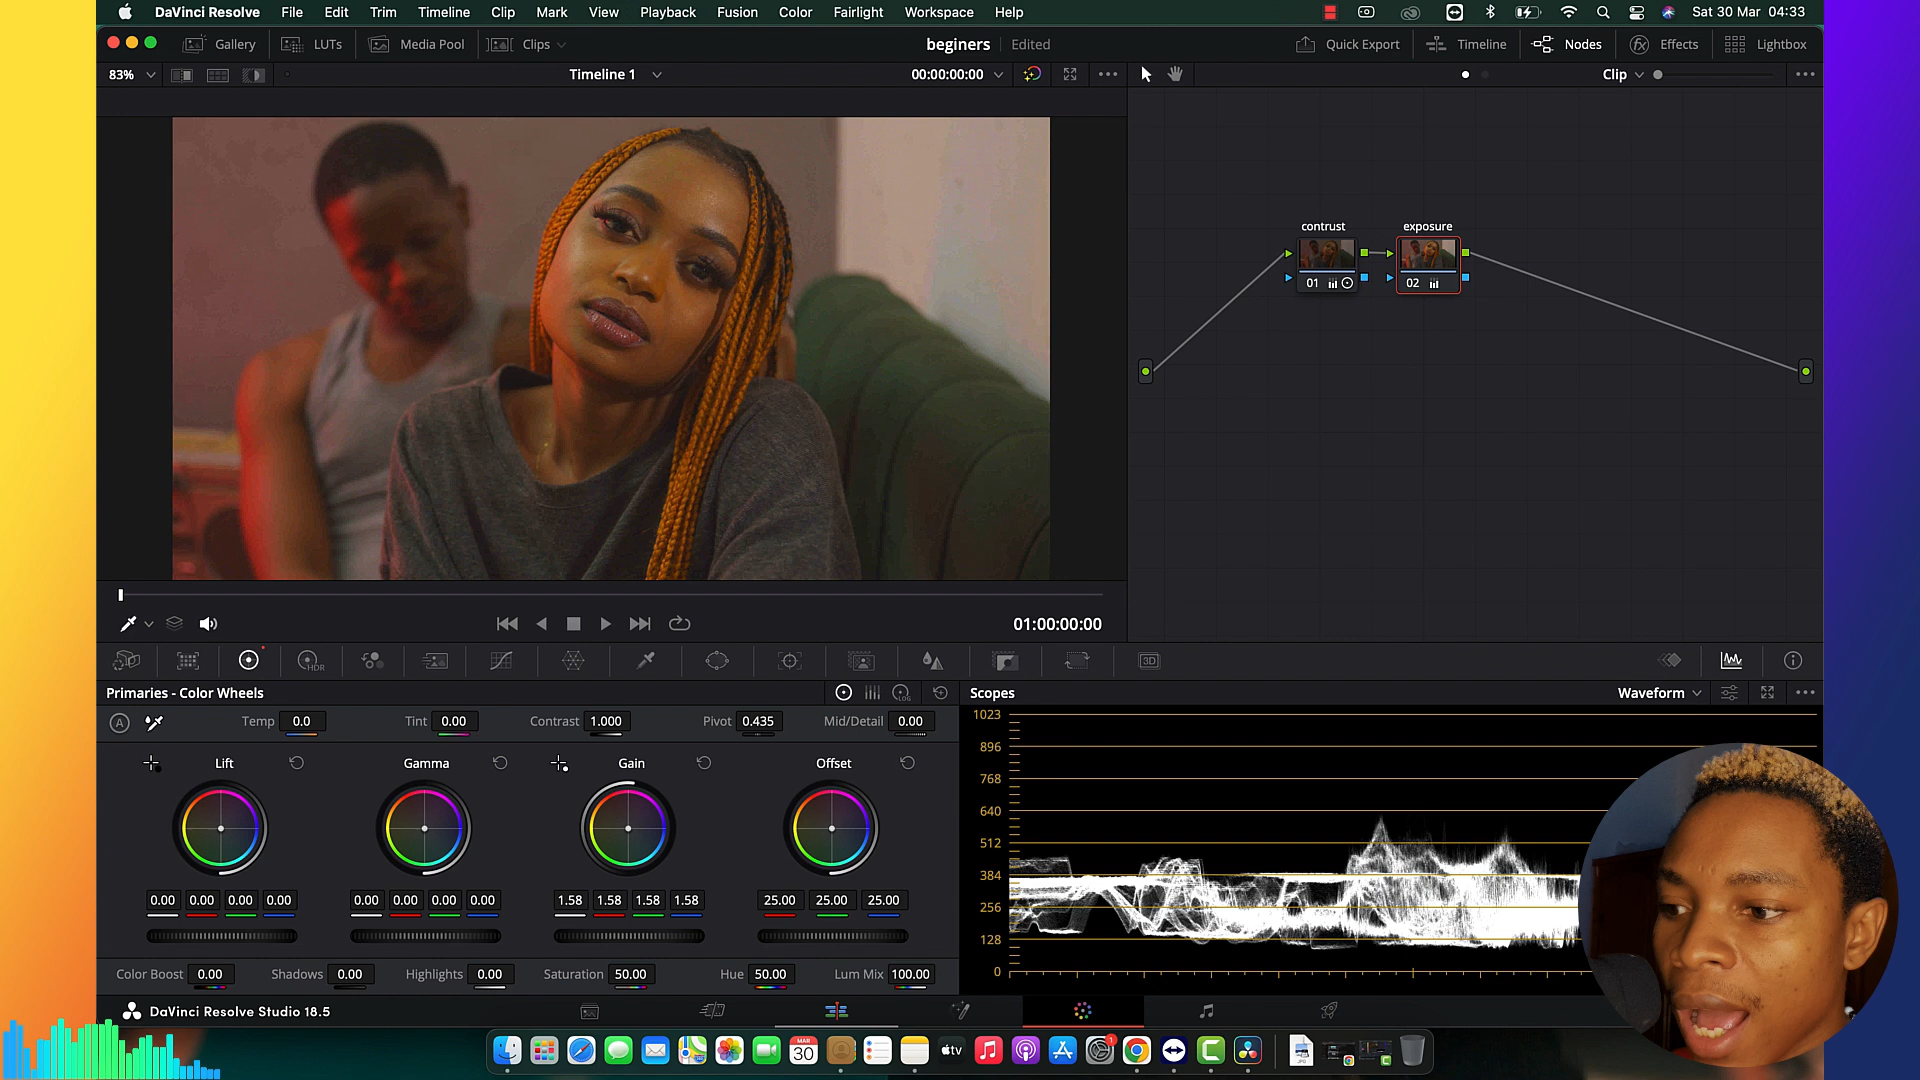 DaVinci Resolve File Edit Trim Timeline Clip Mark View Playback Fusion Color Fairlight Workspace Help Sat 30 Mar 04:33
Gallery LUTs Media Pool Clips beginers Edited Quick Export Timeline Nodes Effects Lightbox
83% Timeline 1 00:00:00:00 Clip
contrust exposure
01 02
01:00:00:00
HDR 3D
Primaries - Color Wheels LOG Scopes Waveform
A Temp 0.0 Tint 0.00 Contrast 1.000 Pivot 0.435 Mid/Detail 0.00
Lift Gamma Gain Offset
0.00 0.00 0.00 0.00 0.00 0.00 0.00 0.00 1.58 1.58 1.58 1.58 25.00 25.00 25.00
Color Boost 0.00 Shadows 0.00 Highlights 0.00 Saturation 50.00 Hue 50.00 Lum Mix 100.00
1023
896
768
640
512
384
256
128
0
DaVinci Resolve Studio 18.5
MAR
30
tv
1